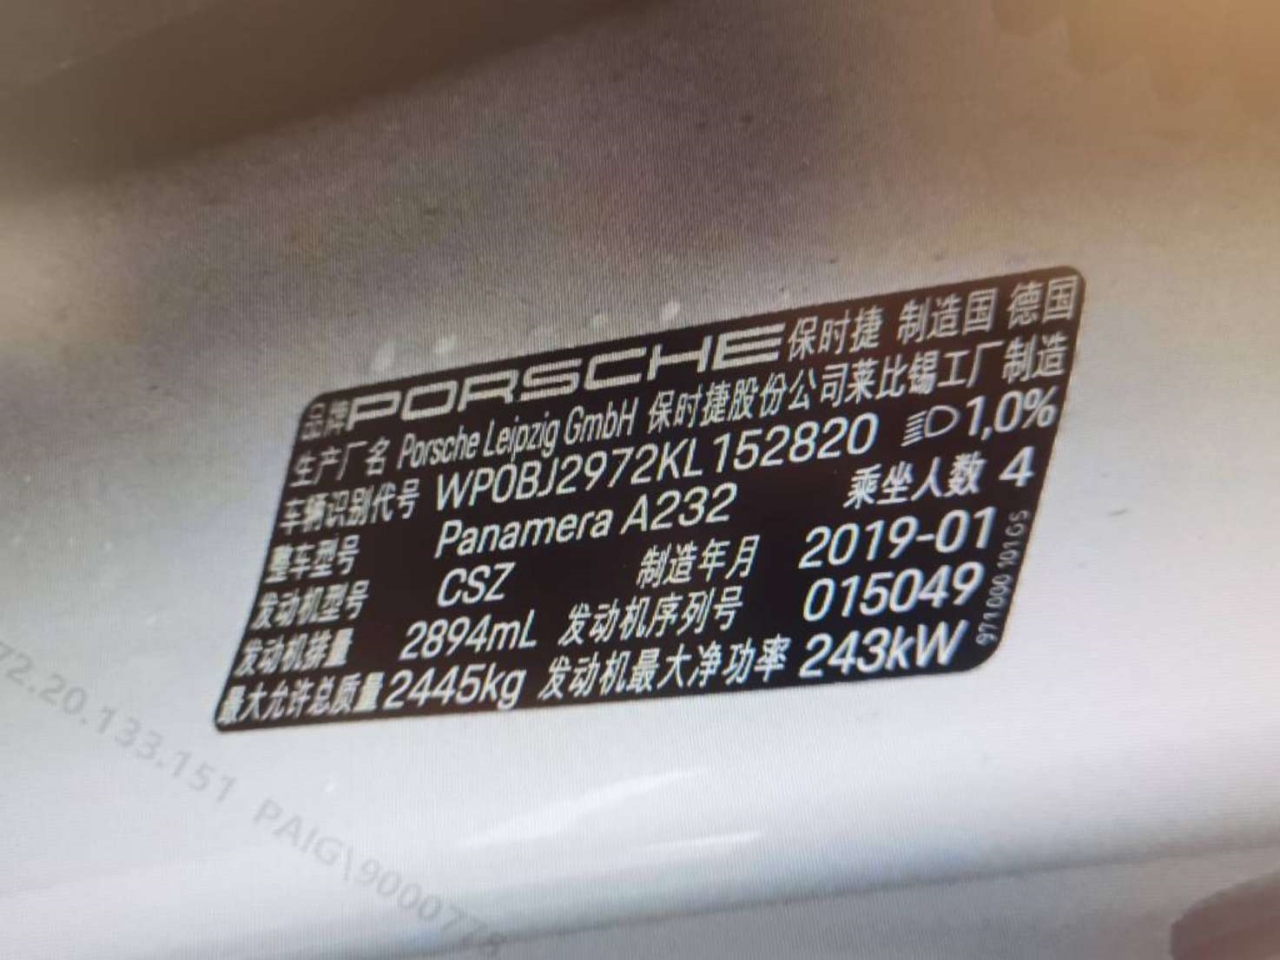 品牌 PORSCHE 保时捷 制造国 德国
生产厂名 Porsche Leipzig GmbH 保时捷股份公司莱比锡工厂制造
车辆识别代号 WP0BJ2972KL152820 1,0%
整车型号 Panamera A232 乘坐人数 4
发动机型号 CSZ 制造年月 2019-01
发动机排量 2894mL 发动机序列号 015049
最大允许总质量 2445kg 发动机最大净功率 243kW
971 000 101 GS
72.20.133.151 PAIG\9000778